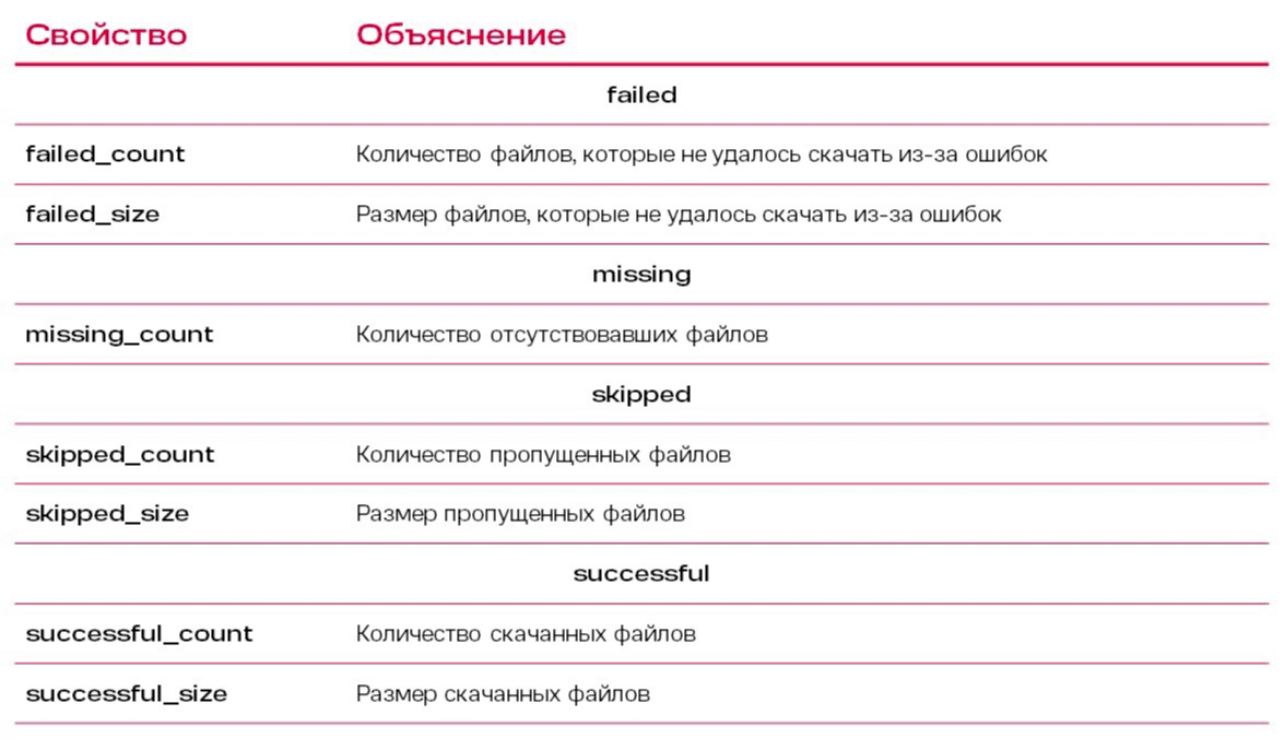 Свойство Объяснение
failed
failed_count Количество файлов, которые не удалось скачать из-за ошибок
failed_size Размер файлов, которые не удалось скачать из-за ошибок
missing
missing_count Количество отсутствовавших файлов
skipped
skipped_count Количество пропущенных файлов
skipped_size Размер пропущенных файлов
successful
successful_count Количество скачанных файлов
successful_size Размер скачанных файлов